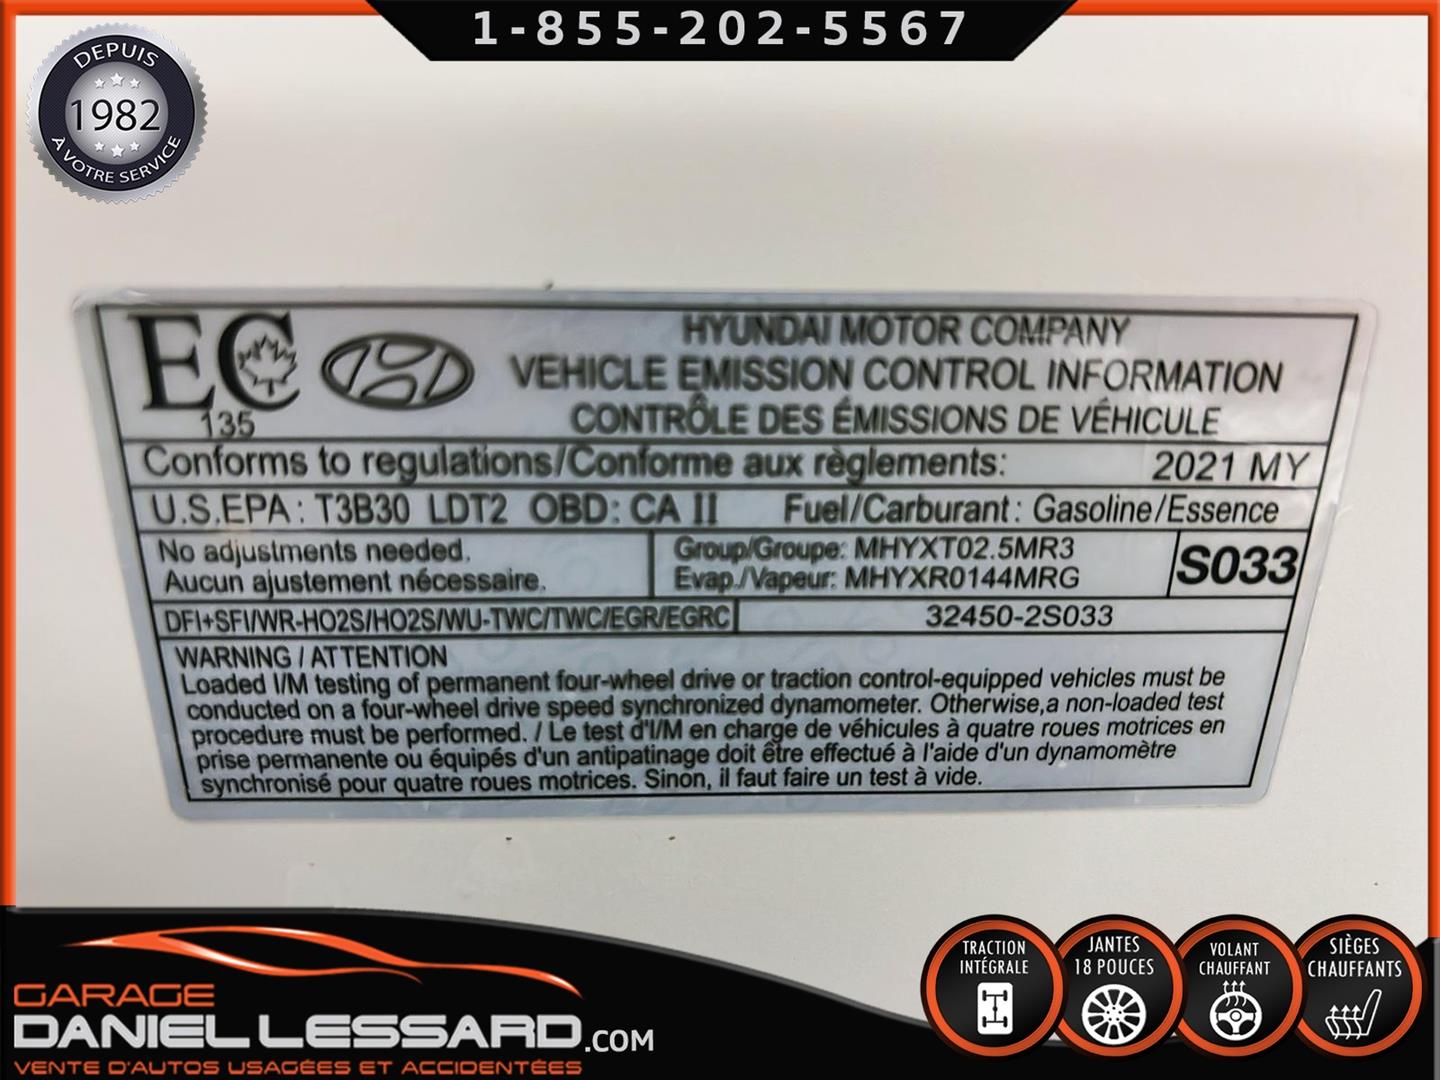 1-855-202-5567
DEPUIS
1982
À VOTRE SERVICE
EC
135
HYUNDAI MOTOR COMPANY
VEHICLE EMISSION CONTROL INFORMATION
CONTRÔLE DES ÉMISSIONS DE VÉHICULE
Conforms to regulations/Conforme aux règlements: 2021 MY
U.S.EPA : T3B30 LDT2 OBD: CA II Fuel/Carburant : Gasoline/Essence
No adjustments needed.
Aucun ajustement nécessaire.
Group/Groupe: MHYXT02.5MR3
Evap./Vapeur: MHYXR0144MRG
S033
DFI+SFI/WR-HO2S/HO2S/WU-TWC/TWC/EGR/EGRC 32450-2S033
WARNING / ATTENTION
Loaded I/M testing of permanent four-wheel drive or traction control-equipped vehicles must be
conducted on a four-wheel drive speed synchronized dynamometer. Otherwise,a non-loaded test
procedure must be performed. / Le test d'I/M en charge de véhicules à quatre roues motrices en
prise permanente ou équipés d'un antipatinage doit être effectué à l'aide d'un dynamomètre
synchronisé pour quatre roues motrices. Sinon, il faut faire un test à vide.
GARAGE
DANIEL LESSARD.COM
VENTE D'AUTOS USAGÉES ET ACCIDENTÉES
TRACTION
INTÉGRALE
JANTES
18 POUCES
VOLANT
CHAUFFANT
SIÈGES
CHAUFFANTS